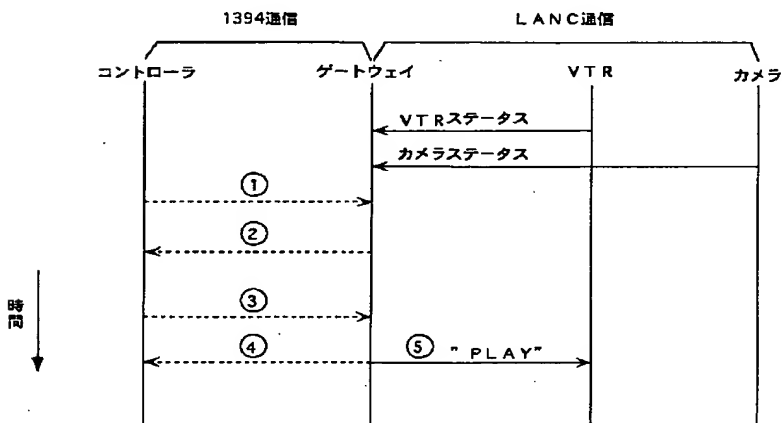 1394通信 LANC通信
コントローラ ゲートウェイ VTR カメラ
VTRステータス
カメラステータス
①
②
③
④ ⑤ "PLAY"
時間